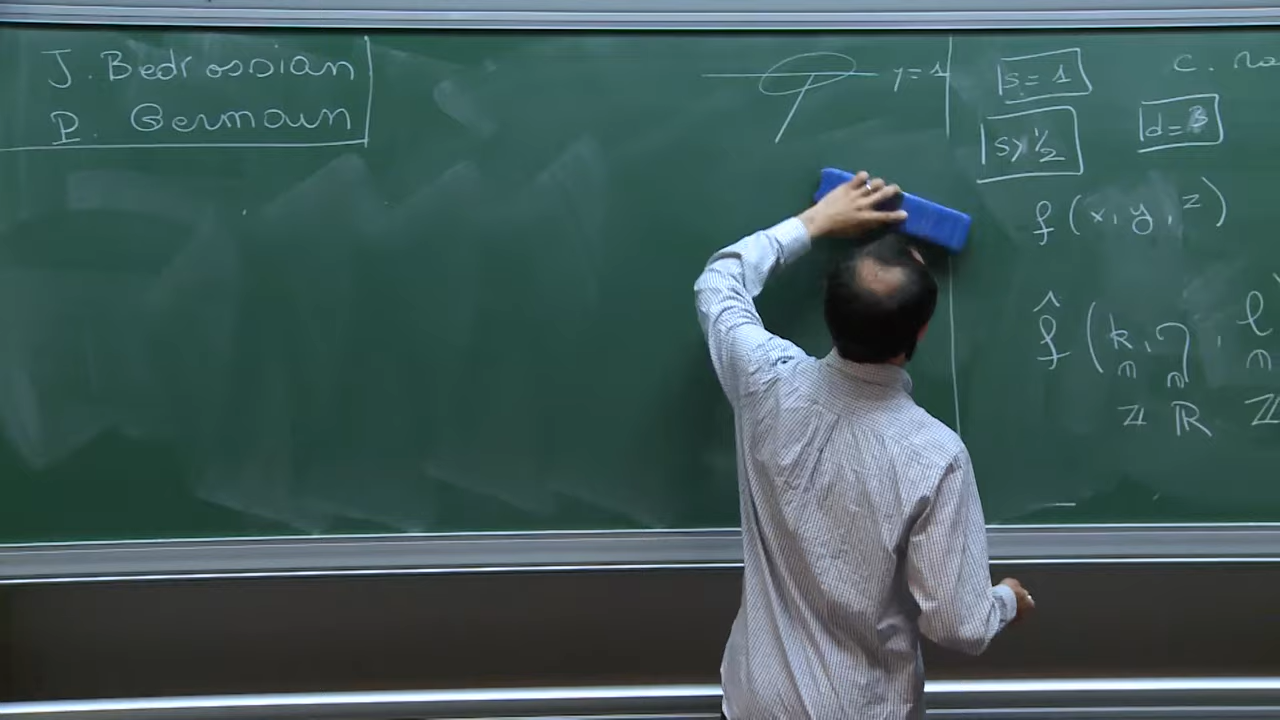 J. Bedrossian
P. Germain
y = 1
s = 1
s > 1/2
d = 3
c.
f (x, y, z)
f̂ (k, η, ℓ
∩ ∩ ∩
ℤ ℝ ℤ